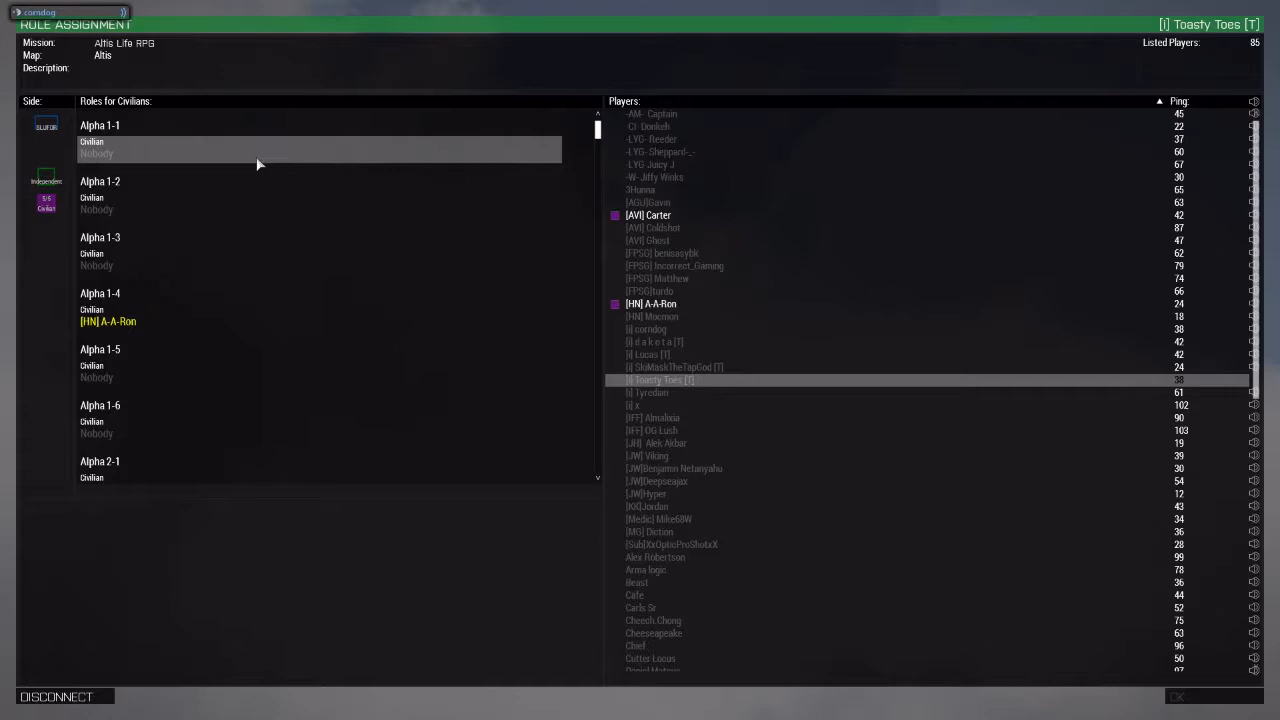 corndog
ROLE ASSIGNMENT
[i] Toasty Toes [T]
Mission: Altis Life RPG
Listed Players: 85
Map: Altis
Description:
Side:
Roles for Civilians:
Players:
Ping:
BLUFOR
Independent
5/5
Civilian
Alpha 1-1
Civilian
Nobody
Alpha 1-2
Civilian
Nobody
Alpha 1-3
Civilian
Nobody
Alpha 1-4
Civilian
[HN] A-A-Ron
Alpha 1-5
Civilian
Nobody
Alpha 1-6
Civilian
Nobody
Alpha 2-1
Civilian
-AM- Captain 45
-CI- Donkeh 22
-LYG- Reeder 37
-LYG- Sheppard-_- 60
-LYG-Juicy J 67
-W-Jiffy Winks 30
3Hunna 65
[AGU]Gavin 63
[AVI] Carter 42
[AVI] Coldshot 87
[AVI] Ghost 47
[FPSG] benisasybk 62
[FPSG] Incorrect_Gaming 79
[FPSG] Matthew 74
[FPSG]turdo 66
[HN] A-A-Ron 24
[HN] Mocmon 18
[i] corndog 38
[i] d a k e t a [T] 42
[i] Lucas [T] 42
[i] SkiMaskTheTapGod [T] 24
[i] Toasty Toes [T] 38
[i] Tyredian 61
[i] x 102
[IFF] Almalixia 90
[IFF] OG Lush 103
[JH] Alek Akbar 19
[JW] Viking 39
[JW]Benjamin Netanyahu 30
[JW]Deepseajax 54
[JW]Hyper 12
[KK]Jordan 43
[Medic] Mike68W 34
[MG] Diction 36
[Sub]XxOpticProShotxX 28
Alex Robertson 99
Arma logic 78
Beast 36
Cafe 44
Carls Sr 52
Cheech.Chong 75
Cheeseapeake 63
Chief 96
Cutter Locus 50
DISCONNECT
OK